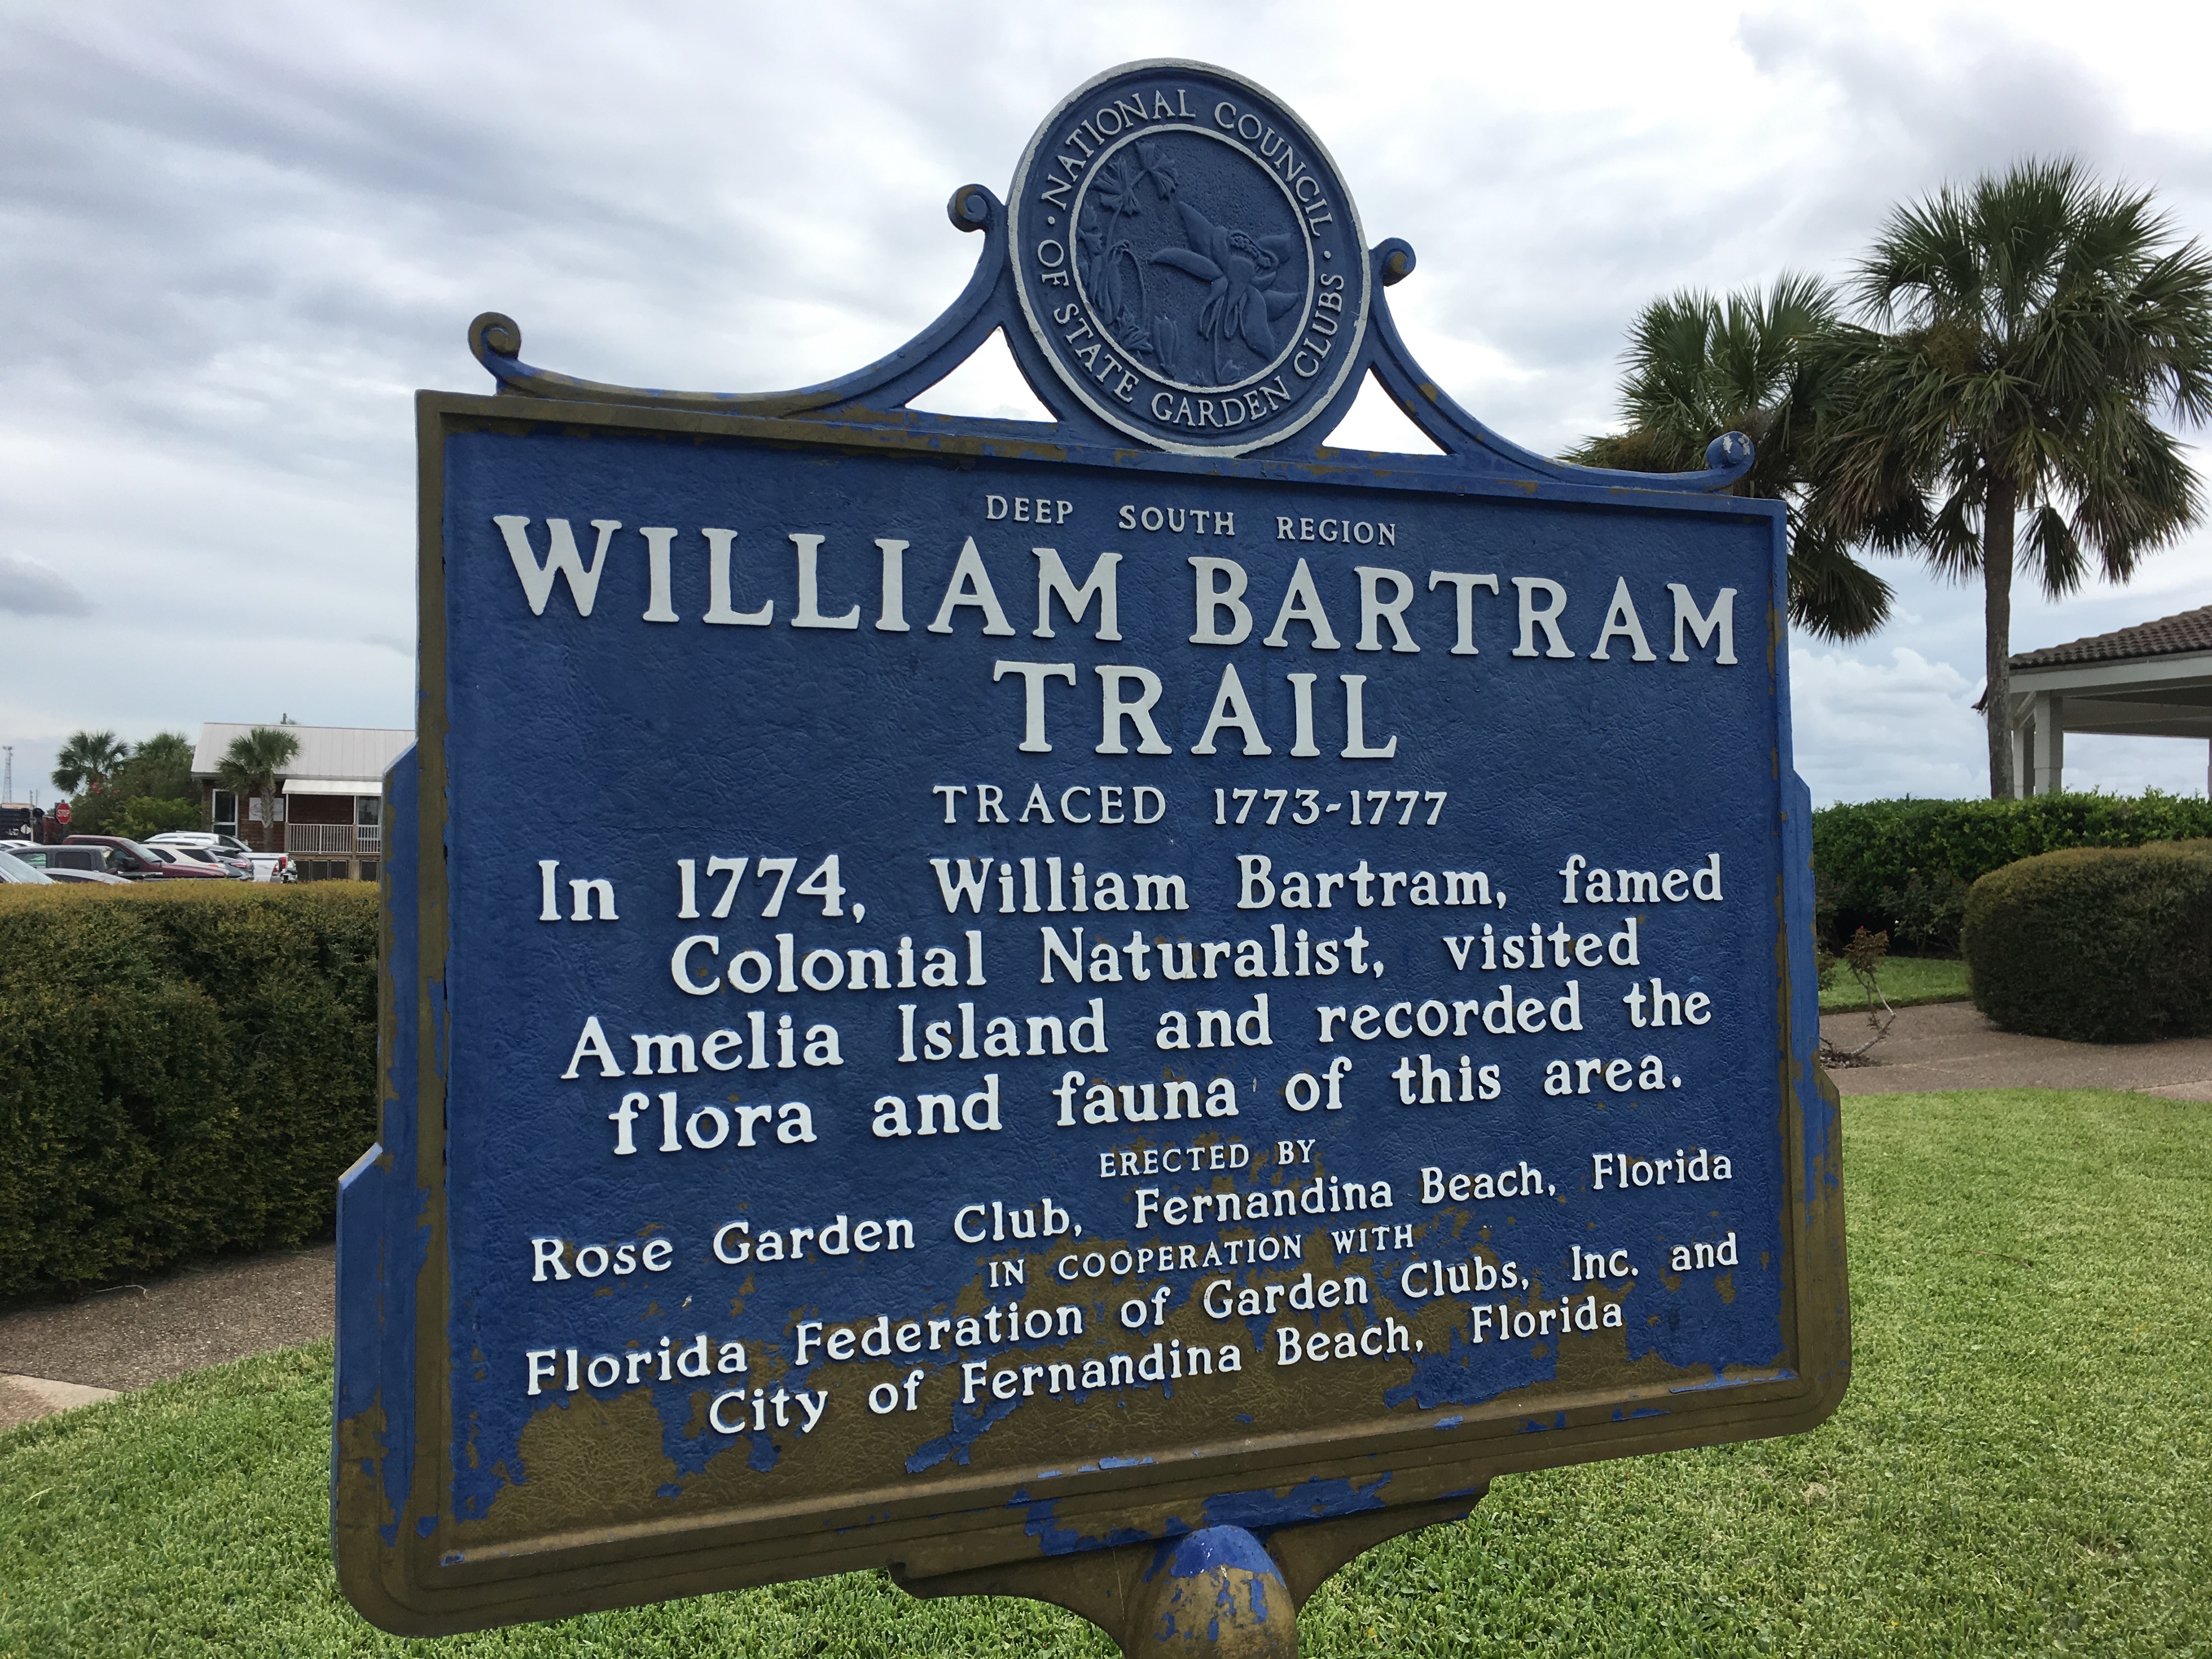 NATIONAL COUNCIL
OF STATE GARDEN CLUBS
DEEP SOUTH REGION
WILLIAM BARTRAM
TRAIL
TRACED 1773-1777
In 1774, William Bartram, famed
Colonial Naturalist, visited
Amelia Island and recorded the
flora and fauna of this area.
ERECTED BY
Rose Garden Club, Fernandina Beach, Florida
IN COOPERATION WITH
Florida Federation of Garden Clubs, Inc. and
City of Fernandina Beach, Florida
STOP